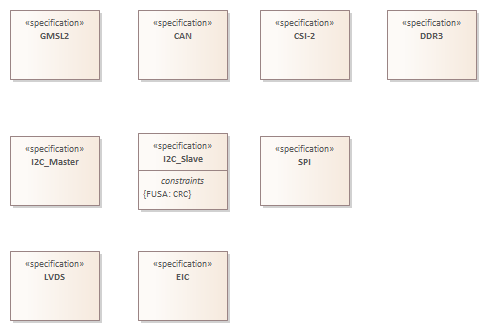 «specification»
GMSL2
«specification»
CAN
«specification»
CSI-2
«specification»
DDR3
«specification»
I2C_Master
«specification»
I2C_Slave
constraints
{FUSA: CRC}
«specification»
SPI
«specification»
LVDS
«specification»
EIC